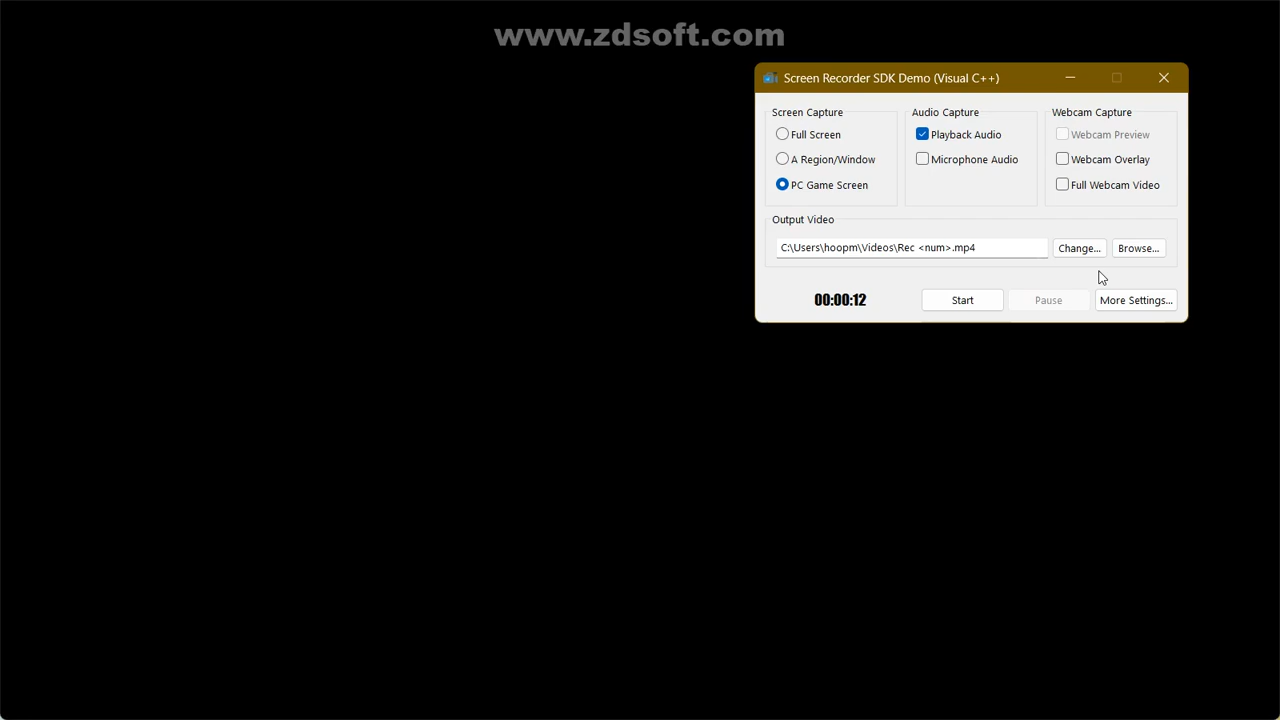 www.zdsoft.com
Screen Recorder SDK Demo (Visual C++)
Screen Capture
Audio Capture
Webcam Capture
Full Screen
Playback Audio
Webcam Preview
A Region/Window
Microphone Audio
Webcam Overlay
PC Game Screen
Full Webcam Video
Output Video
C:\Users\hoopm\Videos\Rec <num>.mp4
Change...
Browse...
00:00:12
Start
Pause
More Settings...